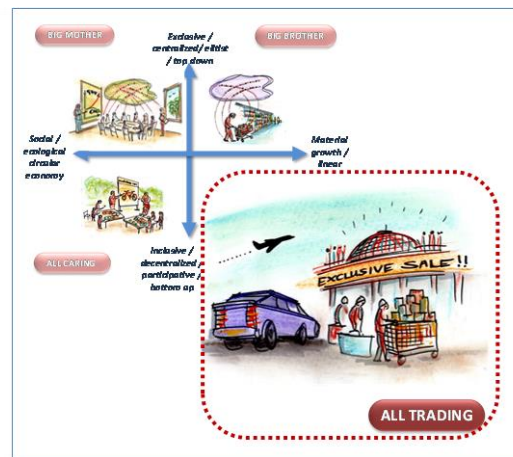 BIG MOTHER
Exclusive /
centralized/ elitist
/ top down
BIG BROTHER
Social /
ecological
circular
economy
Material
growth /
linear
ALL CARING
Inclusive /
decentralized,
participative /
bottom up
EXCLUSIVE SALE!!
ALL TRADING